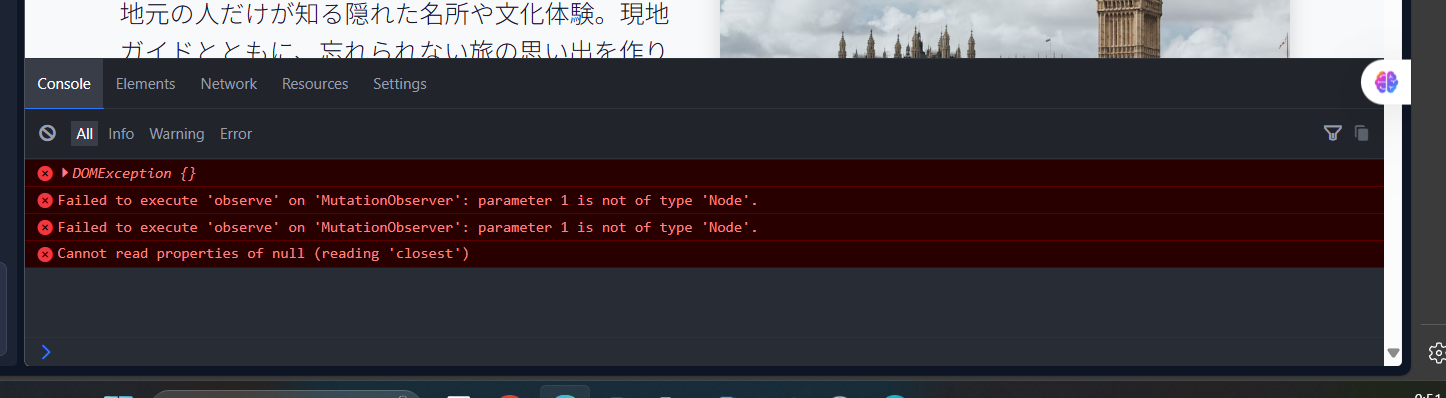 地元の人だけが知る隠れた名所や文化体験。現地
ガイドとともに、忘れられない旅の思い出を作り
Console Elements Network Resources Settings
All Info Warning Error
DOMException {}
Failed to execute 'observe' on 'MutationObserver': parameter 1 is not of type 'Node'.
Failed to execute 'observe' on 'MutationObserver': parameter 1 is not of type 'Node'.
Cannot read properties of null (reading 'closest')